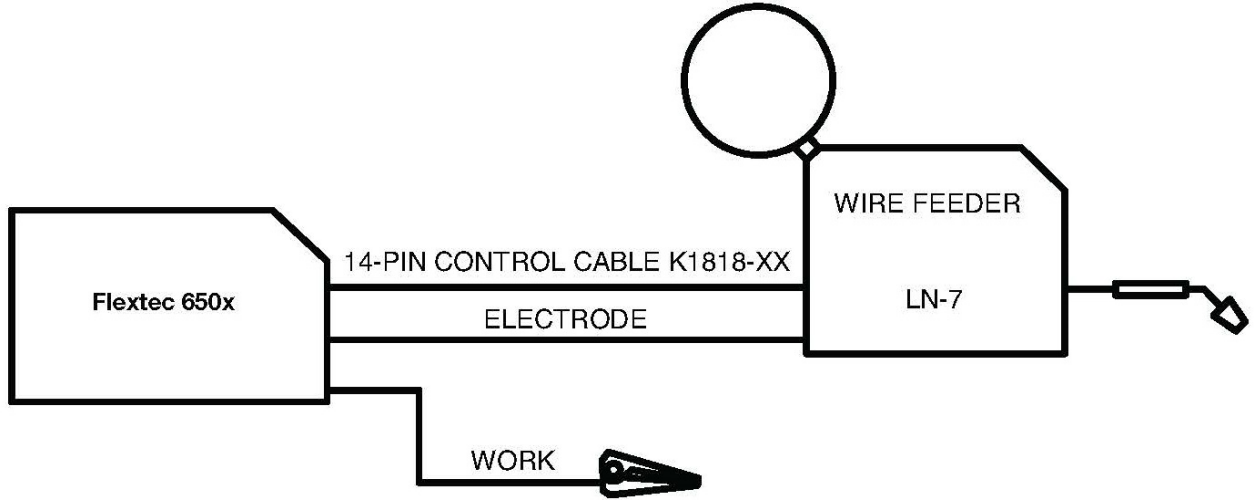 WIRE FEEDER
14-PIN CONTROL CABLE K1818-XX
Flextec 650x
LN-7
ELECTRODE
WORK